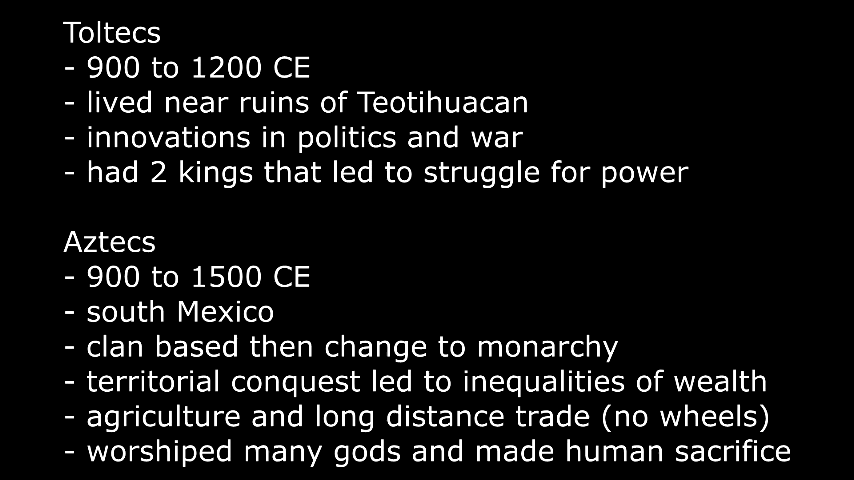 Toltecs
- 900 to 1200 CE
- lived near ruins of Teotihuacan
- innovations in politics and war
- had 2 kings that led to struggle for power
Aztecs
- 900 to 1500 CE
- south Mexico
- clan based then change to monarchy
- territorial conquest led to inequalities of wealth
- agriculture and long distance trade (no wheels)
- worshiped many gods and made human sacrifice